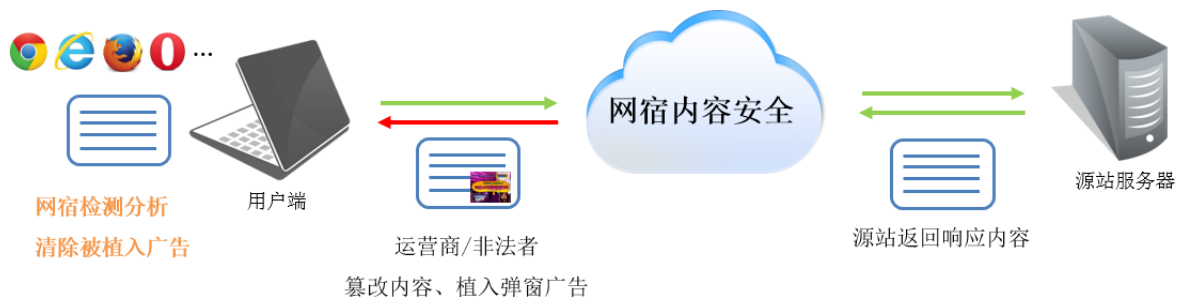 ...
网宿检测分析
清除被植入广告
用户端
运营商/非法者
篡改内容、植入弹窗广告
网宿内容安全
源站返回响应内容
源站服务器